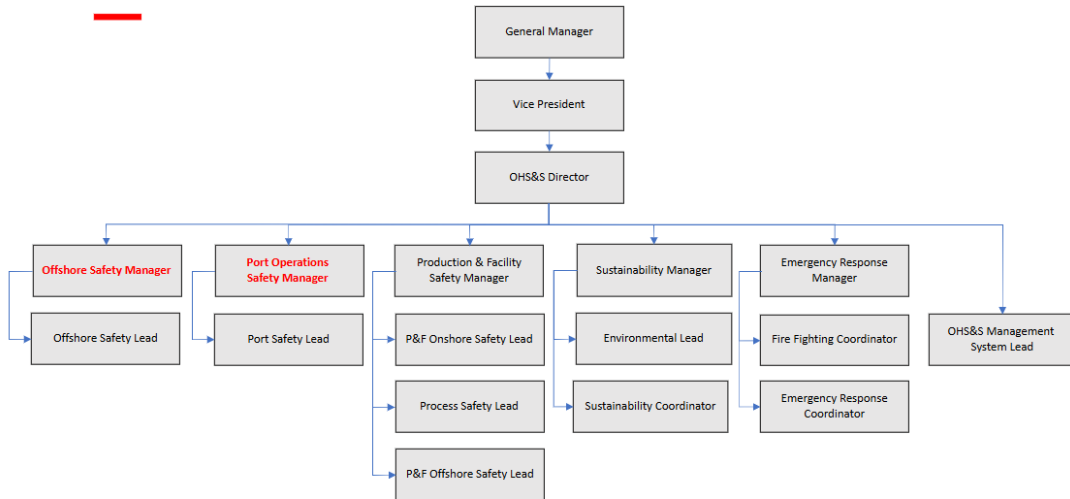 General Manager
Vice President
OHS&S Director
Offshore Safety Manager
Port Operations
Safety Manager
Production & Facility
Safety Manager
Sustainability Manager
Emergency Response
Manager
Offshore Safety Lead
Port Safety Lead
P&F Onshore Safety Lead
Environmental Lead
Fire Fighting Coordinator
OHS&S Management
System Lead
Process Safety Lead
Sustainability Coordinator
Emergency Response
Coordinator
P&F Offshore Safety Lead